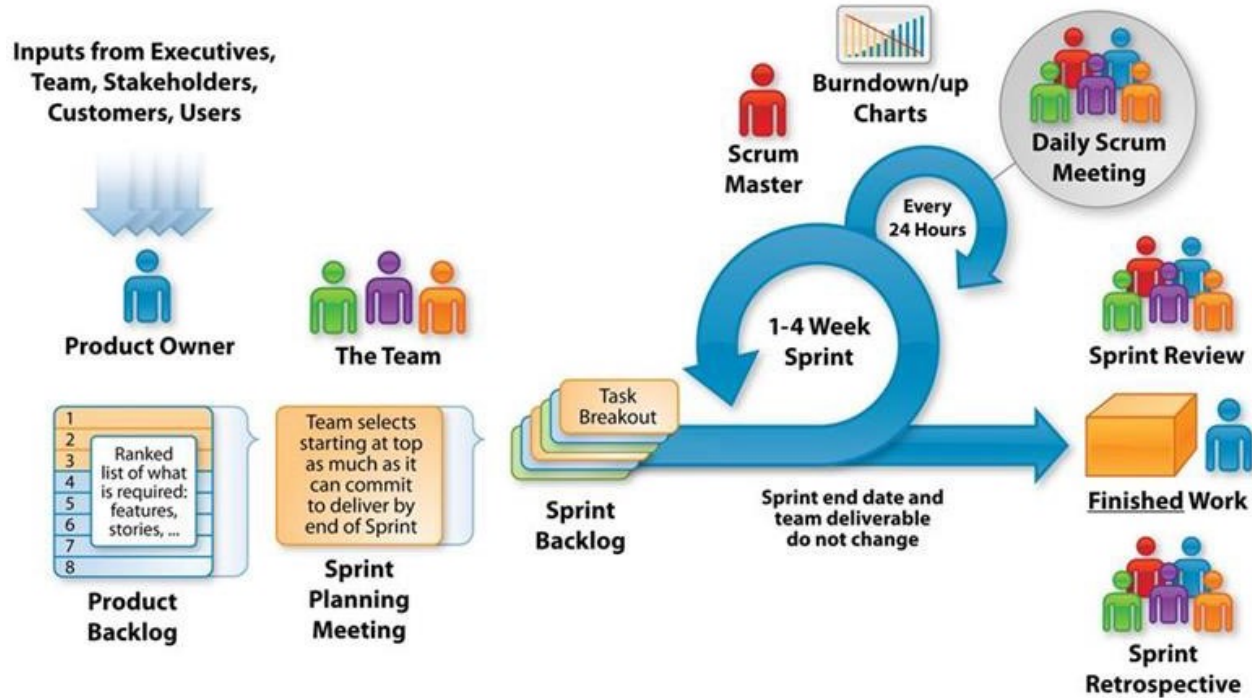 Inputs from Executives,
Team, Stakeholders,
Customers, Users
Product Owner
The Team
1
2
3
4
5
6
7
8
Ranked
list of what
is required:
features,
stories, ...
Product
Backlog
Team selects
starting at top
as much as it
can commit
to deliver by
end of Sprint
Sprint
Planning
Meeting
Task
Breakout
Sprint
Backlog
Scrum
Master
Burndown/up
Charts
Daily Scrum
Meeting
Every
24 Hours
1-4 Week
Sprint
Sprint end date and
team deliverable
do not change
Sprint Review
Finished Work
Sprint
Retrospective